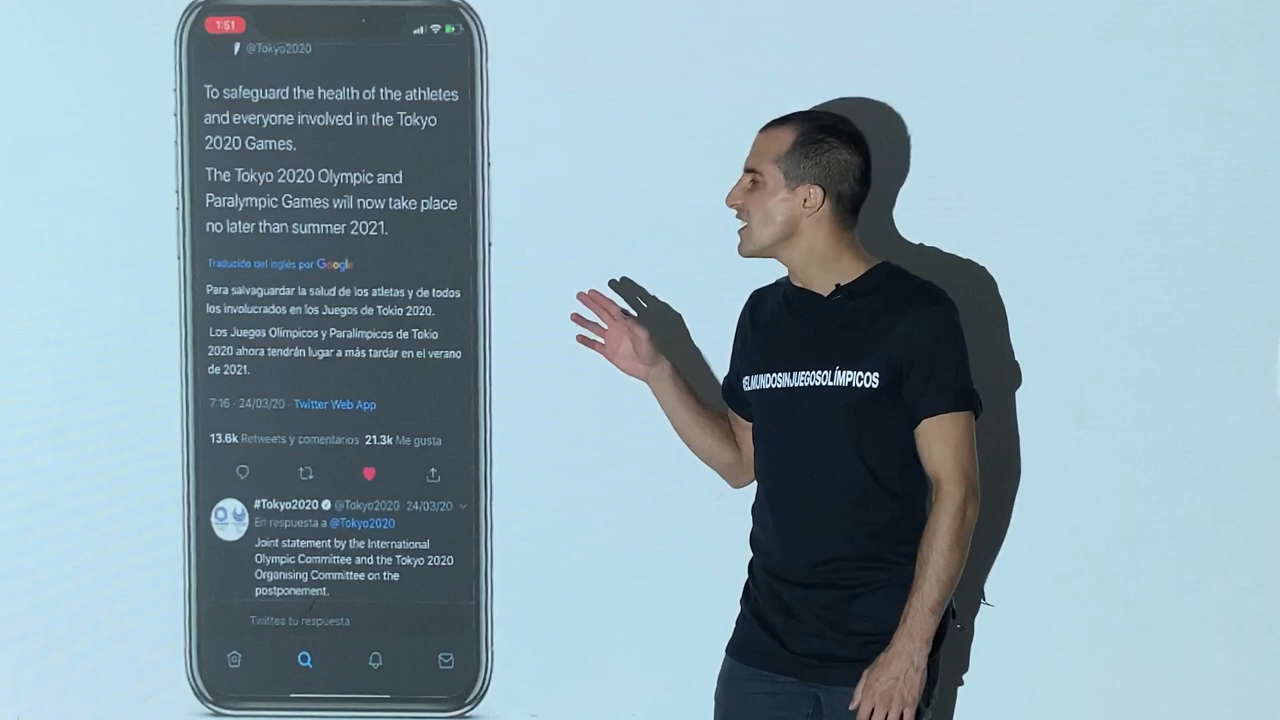 1:51
@Tokyo2020
To safeguard the health of the athletes
and everyone involved in the Tokyo
2020 Games.
The Tokyo 2020 Olympic and
Paralympic Games will now take place
no later than summer 2021.
Traducido del inglés por Google
Para salvaguardar la salud de los atletas y de todos
los involucrados en los Juegos de Tokio 2020.
Los Juegos Olímpicos y Paralímpicos de Tokio
2020 ahora tendrán lugar a más tardar en el verano
de 2021.
7:16 · 24/03/20 · Twitter Web App
13.6k Retweets y comentarios 21.3k Me gusta
#Tokyo2020 @Tokyo2020 · 24/03/20
En respuesta a @Tokyo2020
Joint statement by the International
Olympic Committee and the Tokyo 2020
Organising Committee on the
postponement.
Twittea tu respuesta
#ELMUNDOSINJUEGOSOLÍMPICOS